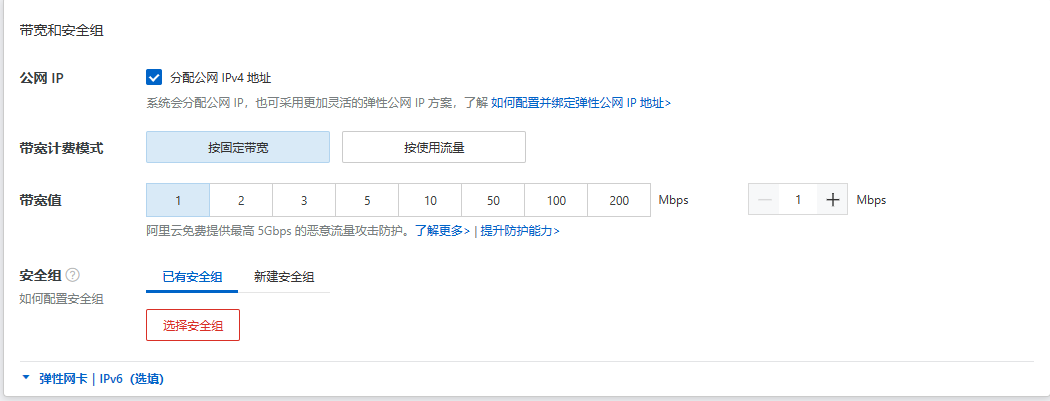 带宽和安全组
公网 IP
分配公网 IPv4 地址
系统会分配公网 IP，也可采用更加灵活的弹性公网 IP 方案，了解 如何配置并绑定弹性公网 IP 地址>
带宽计费模式
按固定带宽 按使用流量
带宽值
1 2 3 5 10 50 100 200 Mbps — 1 + Mbps
阿里云免费提供最高 5Gbps 的恶意流量攻击防护。了解更多> | 提升防护能力>
安全组 ?
已有安全组 新建安全组
如何配置安全组
选择安全组
弹性网卡 | IPv6（选填）